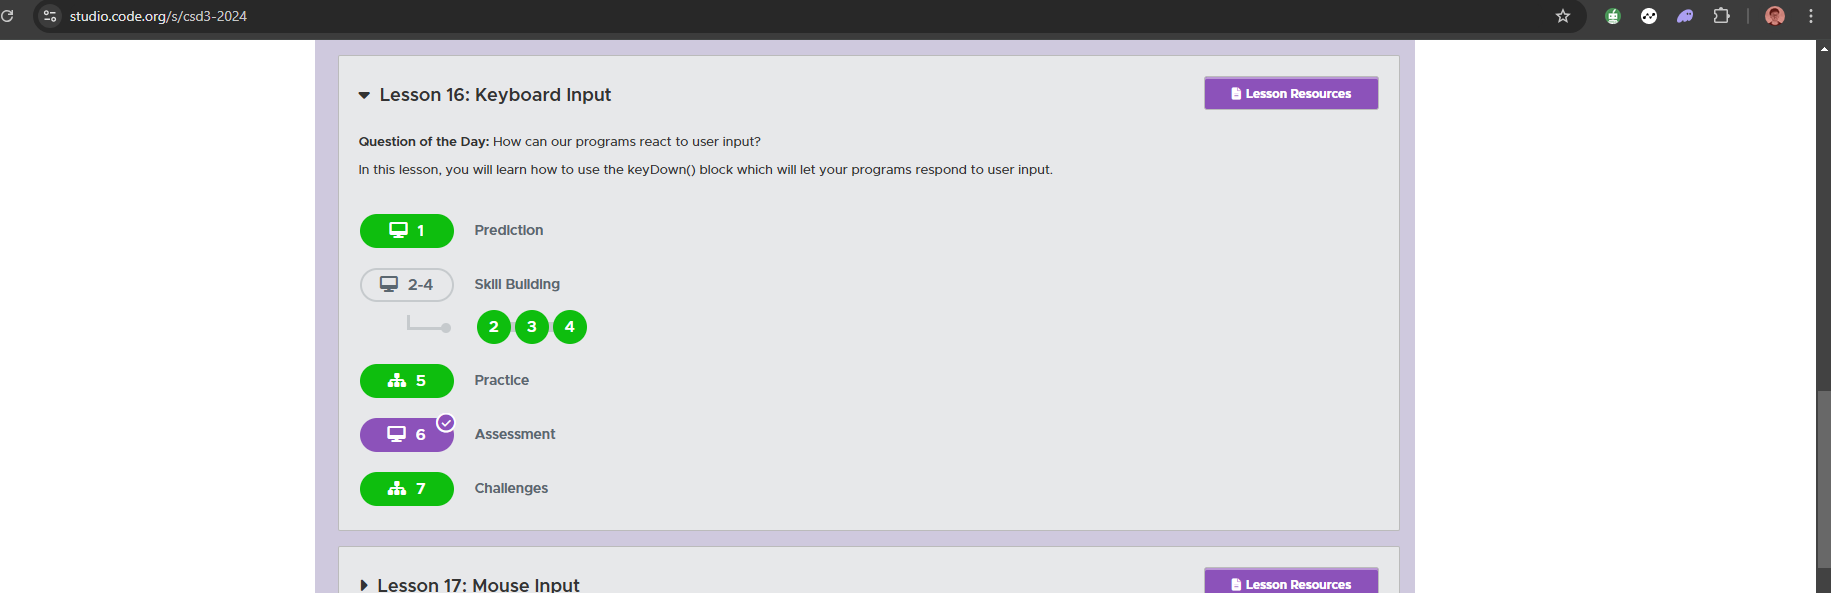 studio.code.org/s/csd3-2024
Lesson 16: Keyboard Input
Lesson Resources
Question of the Day: How can our programs react to user input?
In this lesson, you will learn how to use the keyDown() block which will let your programs respond to user input.
1 Prediction
2-4 Skill Building
2 3 4
5 Practice
6 Assessment
7 Challenges
Lesson 17: Mouse Input
Lesson Resources